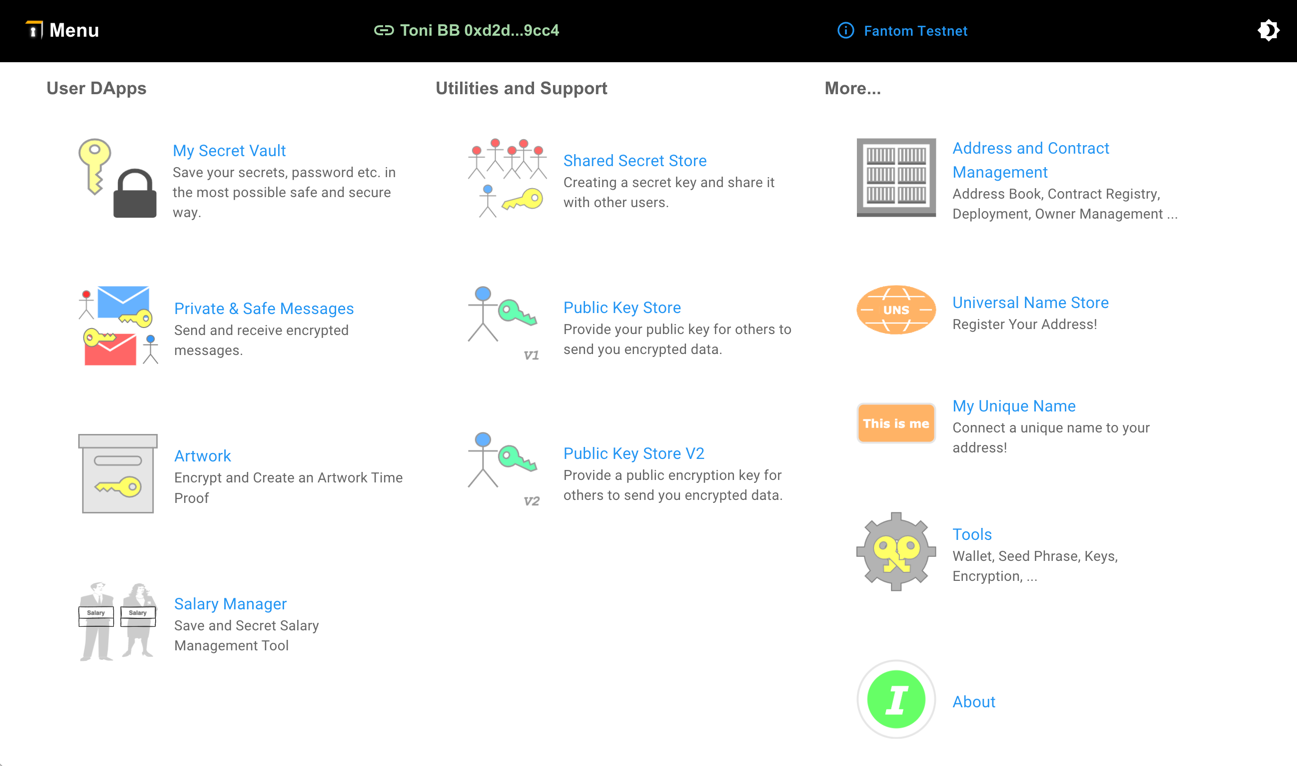 Menu
Toni BB 0xd2d...9cc4
Fantom Testnet
User DApps
My Secret Vault
Save your secrets, password etc. in
the most possible safe and secure
way.
Private & Safe Messages
Send and receive encrypted
messages.
Artwork
Encrypt and Create an Artwork Time
Proof
Salary
Salary
Salary Manager
Save and Secret Salary
Management Tool
Utilities and Support
Shared Secret Store
Creating a secret key and share it
with other users.
Public Key Store
Provide your public key for others to
send you encrypted data.
V1
Public Key Store V2
Provide a public encryption key for
others to send you encrypted data.
V2
More...
Address and Contract
Management
Address Book, Contract Registry,
Deployment, Owner Management ...
UNS
Universal Name Store
Register Your Address!
This is me
My Unique Name
Connect a unique name to your
address!
Tools
Wallet, Seed Phrase, Keys,
Encryption, ...
I
About